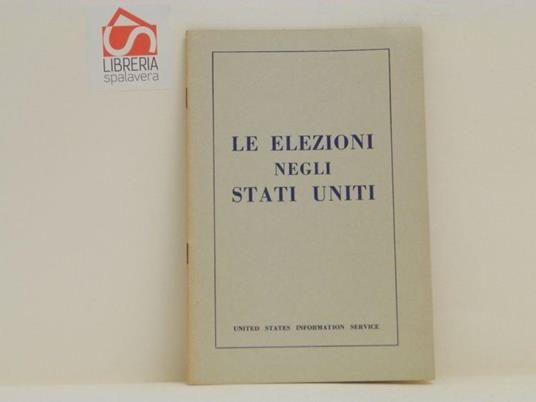 LIBRERIA
spalavera
LE ELEZIONI
NEGLI
STATI UNITI
UNITED STATES INFORMATION SERVICE